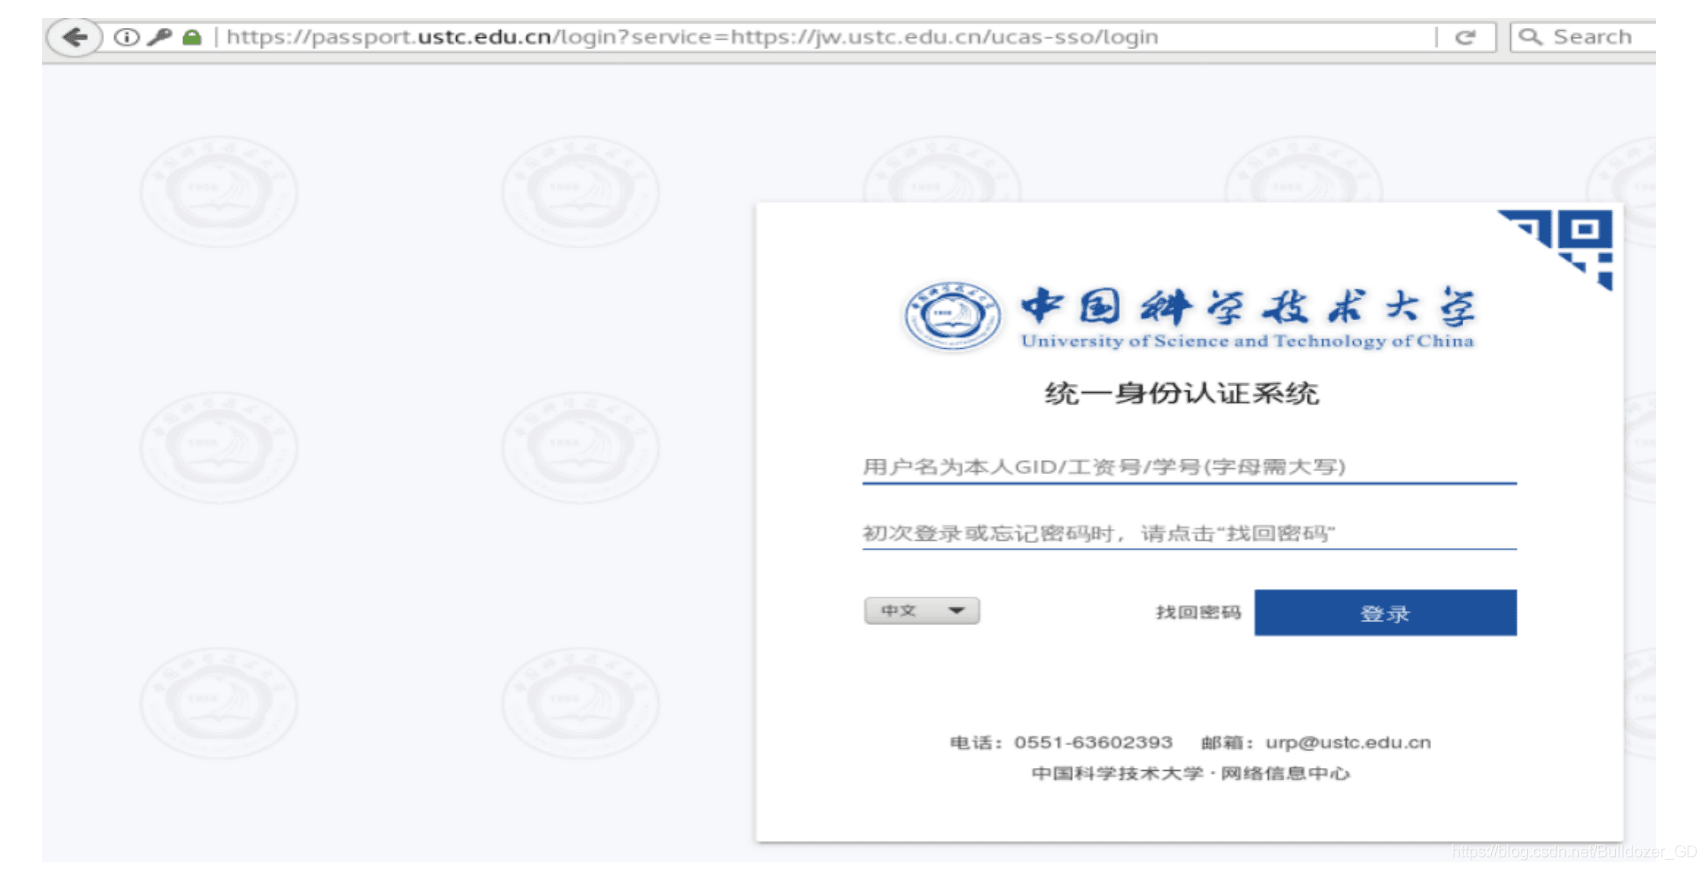 https://passport.ustc.edu.cn/login?service=https://jw.ustc.edu.cn/ucas-sso/login
Search
中国科学技术大学
University of Science and Technology of China
统一身份认证系统
用户名为本人GID/工资号/学号(字母需大写)
初次登录或忘记密码时，请点击“找回密码”
中文
找回密码
登录
电话：0551-63602393 邮箱：urp@ustc.edu.cn
中国科学技术大学·网络信息中心
https://blog.csdn.net/Bulldozer_GD